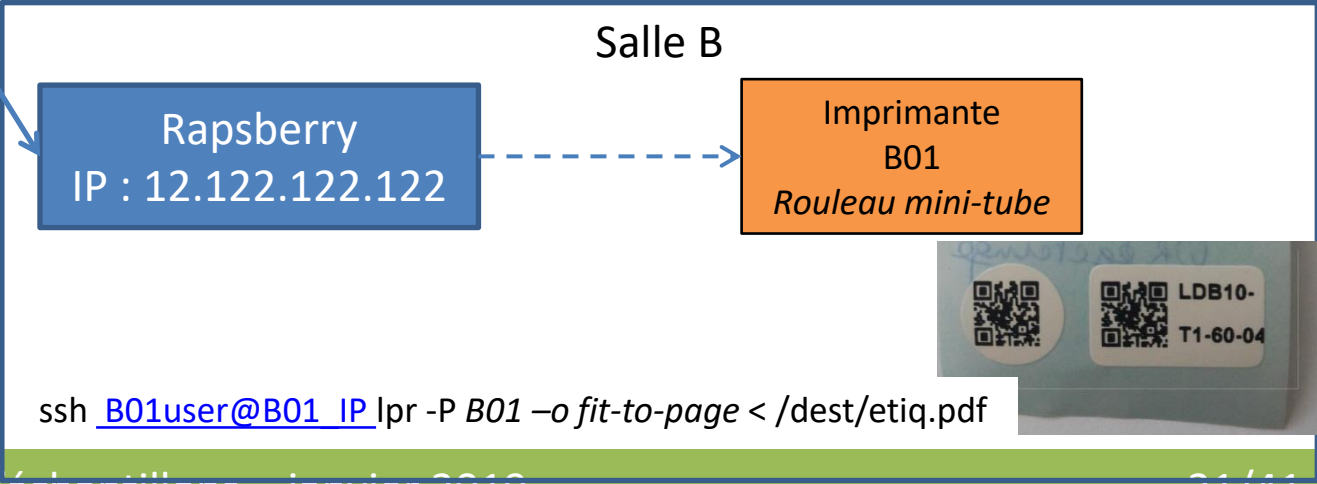 Salle B
Rapsberry
IP : 12.122.122.122
Imprimante
B01
Rouleau mini-tube
LDB10-
T1-60-04
ssh B01user@B01_IP lpr -P B01 –o fit-to-page < /dest/etiq.pdf